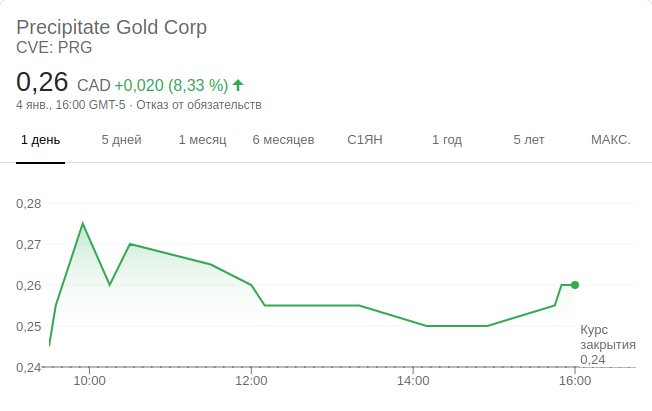 Precipitate Gold Corp
CVE: PRG
0,26 CAD +0,020 (8,33 %)
4 янв., 16:00 GMT-5 · Отказ от обязательств
1 день 5 дней 1 месяц 6 месяцев С1ЯН 1 год 5 лет МАКС.
0,28
0,27
0,26
0,25
0,24
Курс
закрытия
0,24
10:00 12:00 14:00 16:00